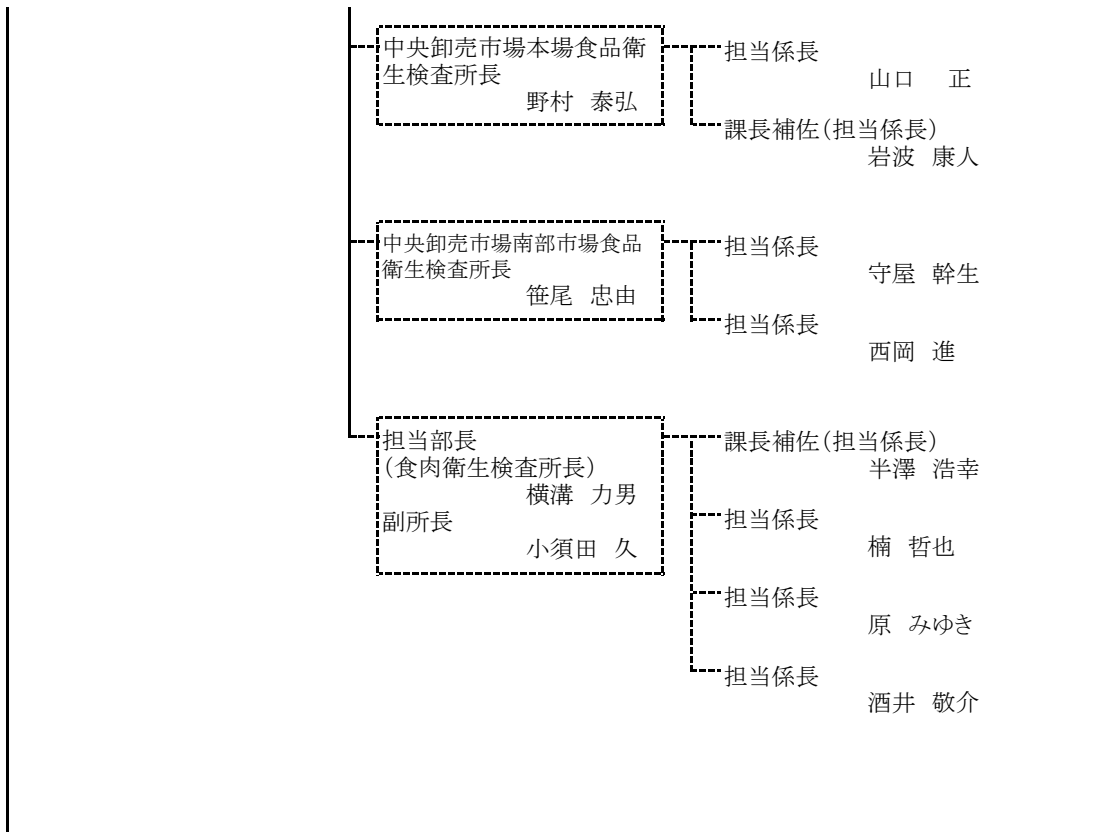 中央卸売市場本場食品衛
生検査所長
野村 泰弘
担当係長
山口 正
課長補佐(担当係長)
岩波 康人
中央卸売市場南部市場食品
衛生検査所長
笹尾 忠由
担当係長
守屋 幹生
担当係長
西岡 進
担当部長
(食肉衛生検査所長)
横溝 力男
副所長
小須田 久
課長補佐(担当係長)
半澤 浩幸
担当係長
楠 哲也
担当係長
原 みゆき
担当係長
酒井 敬介